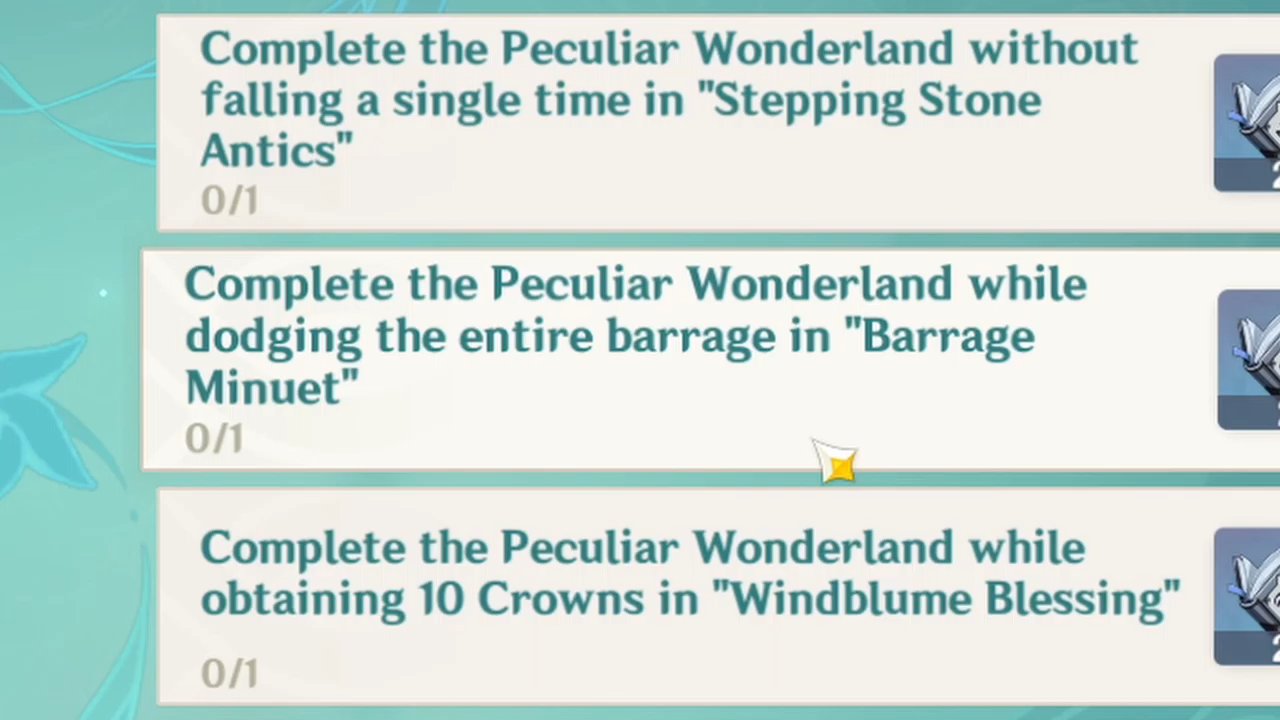 Complete the Peculiar Wonderland without
falling a single time in "Stepping Stone
Antics"
0/1
Complete the Peculiar Wonderland while
dodging the entire barrage in "Barrage
Minuet"
0/1
Complete the Peculiar Wonderland while
obtaining 10 Crowns in "Windblume Blessing"
0/1